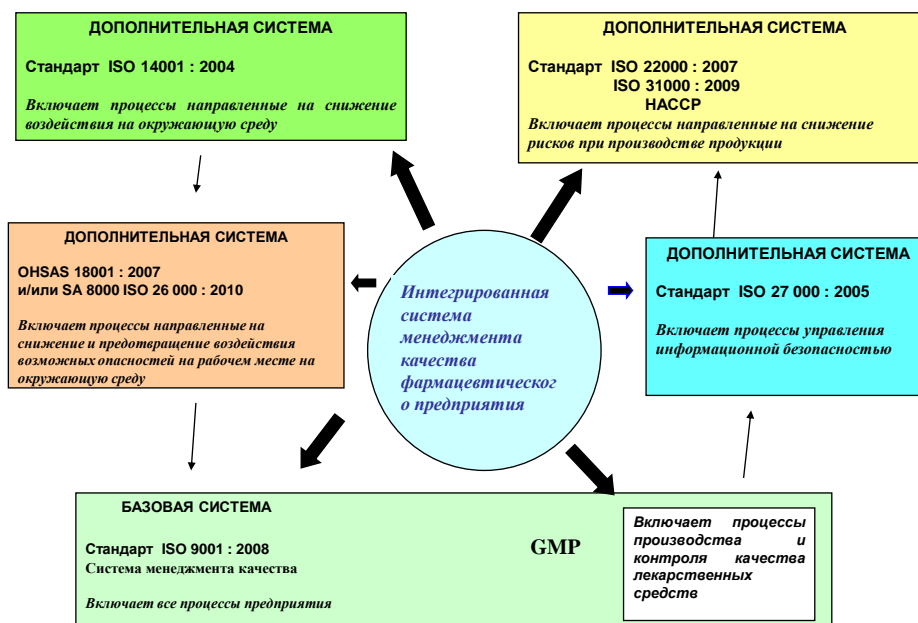 ДОПОЛНИТЕЛЬНАЯ СИСТЕМА
Стандарт ISO 14001 : 2004
Включает процессы направленные на снижение
воздействия на окружающую среду
ДОПОЛНИТЕЛЬНАЯ СИСТЕМА
Стандарт ISO 22000 : 2007
ISO 31000 : 2009
HACCP
Включает процессы направленные на снижение
рисков при производстве продукции
ДОПОЛНИТЕЛЬНАЯ СИСТЕМА
OHSAS 18001 : 2007
и/или SA 8000 ISO 26 000 : 2010
Включает процессы направленные на
снижение и предотвращение воздействия
возможных опасностей на рабочем месте на
окружающую среду
Интегрированная
система
менеджмента
качества
фармацевтическог
о предприятия
ДОПОЛНИТЕЛЬНАЯ СИСТЕМА
Стандарт ISO 27 000 : 2005
Включает процессы управления
информационной безопасностью
БАЗОВАЯ СИСТЕМА
Стандарт ISO 9001 : 2008
Система менеджмента качества
Включает все процессы предприятия
GMP
Включает процессы
производства и
контроля качества
лекарственных
средств